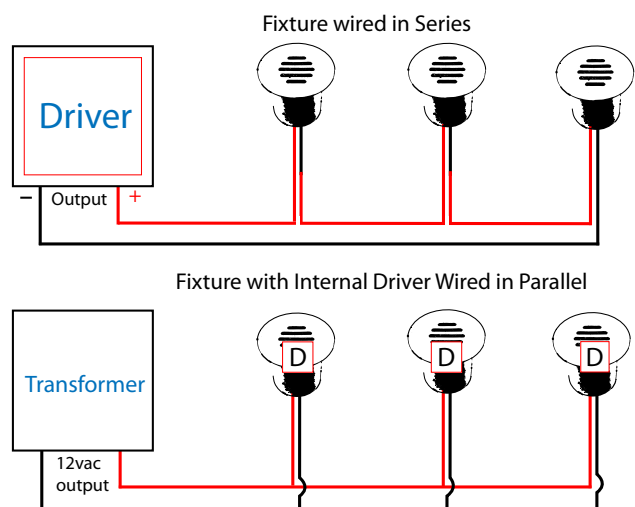 Fixture wired in Series
Driver
− Output +
Fixture with Internal Driver Wired in Parallel
D D D
Transformer
12vac
output